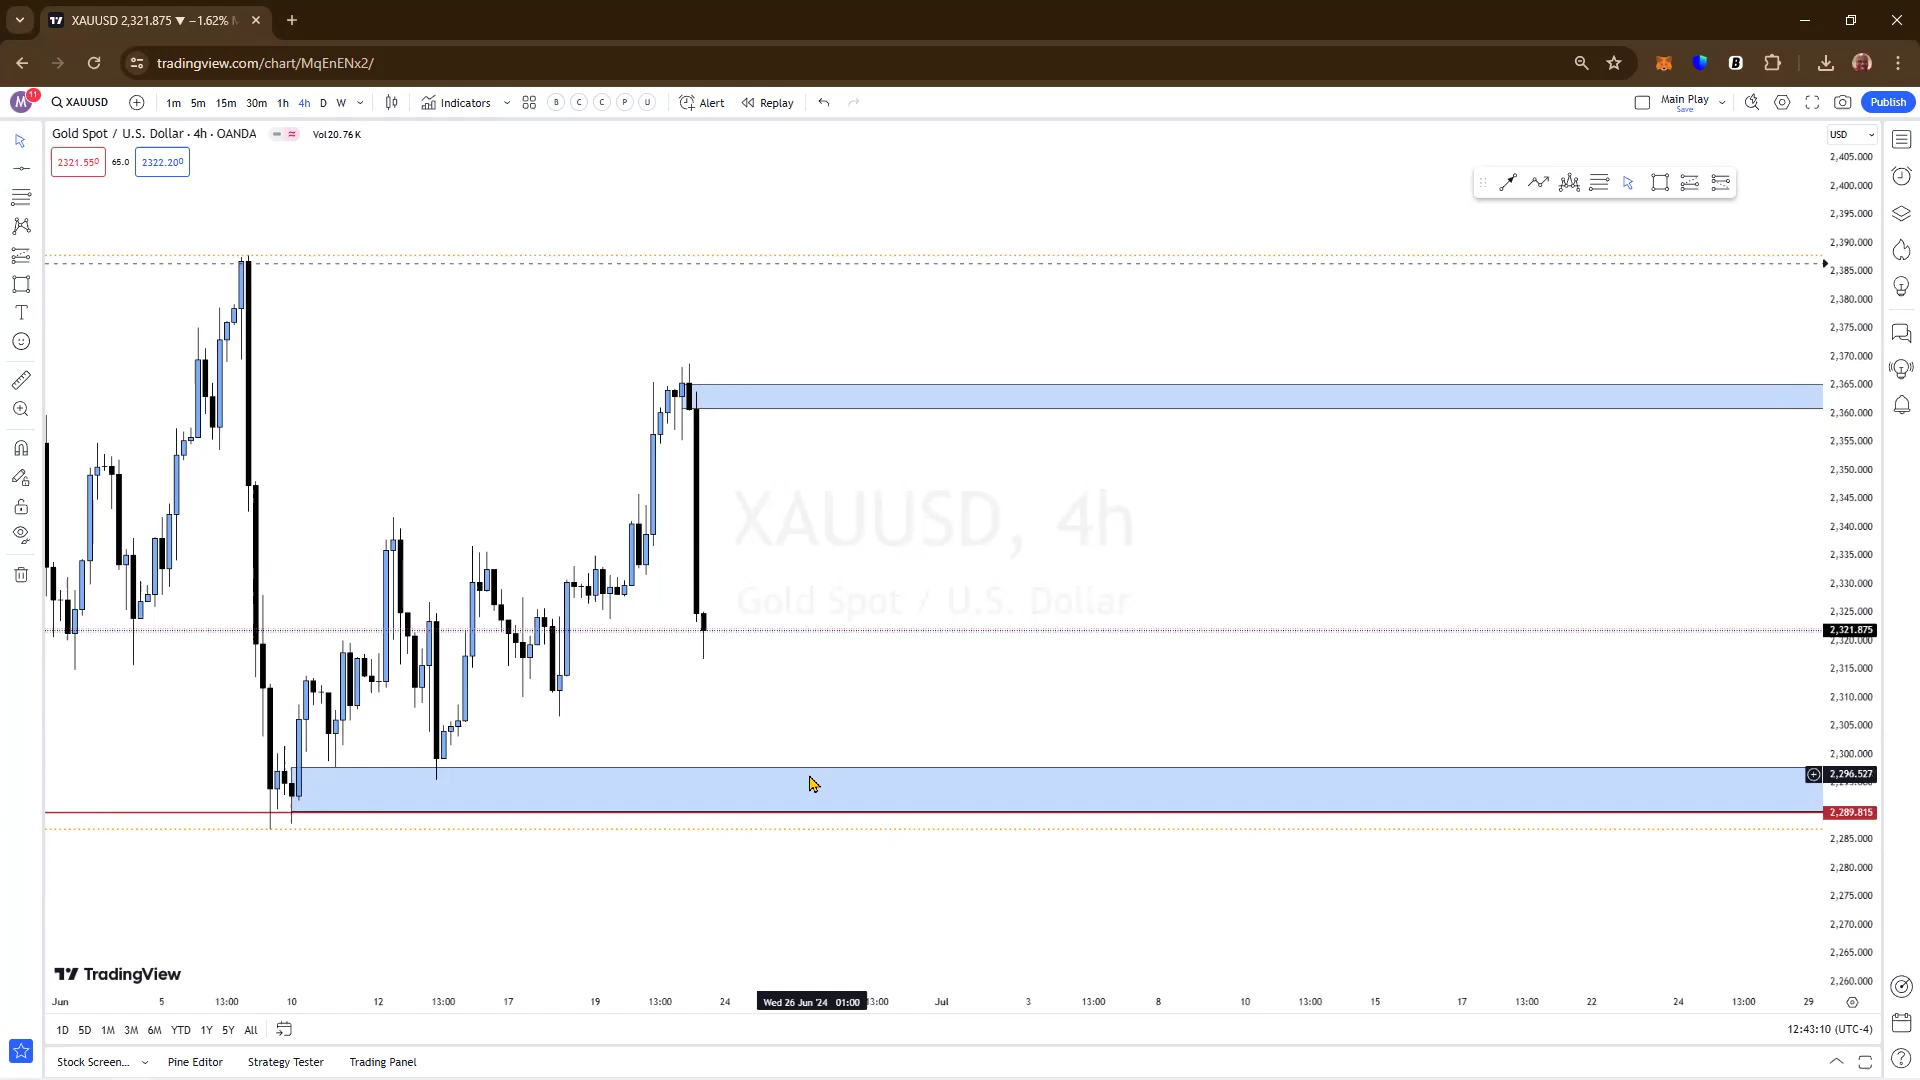 XAUUSD 2,321.875 ▼ −1.62%
tradingview.com/chart/MqEnENx2/
M 11 XAUUSD 1m 5m 15m 30m 1h 4h D W Indicators B C C P U Alert Replay Main Play Save Publish
Gold Spot / U.S. Dollar · 4h · OANDA Vol20.76 K
USD
2321.550 65.0 2322.200
2,405.000
2,400.000
2,395.000
2,390.000
2,385.000
2,380.000
2,375.000
2,370.000
2,365.000
2,360.000
2,355.000
2,350.000
2,345.000
2,340.000
2,335.000
2,330.000
2,325.000
2,321.875
2,320.000
2,315.000
2,310.000
2,305.000
2,300.000
2,296.527
2,289.815
2,285.000
2,280.000
2,275.000
2,270.000
2,265.000
2,260.000
XAUUSD, 4h
Gold Spot / U.S. Dollar
TradingView
Jun 5 13:00 10 12 13:00 17 19 13:00 24 Wed 26 Jun '24 01:00 13:00 Jul 3 13:00 8 10 13:00 15 17 13:00 22 24 13:00 29
1D 5D 1M 3M 6M YTD 1Y 5Y All
12:43:10 (UTC-4)
Stock Screen... Pine Editor Strategy Tester Trading Panel